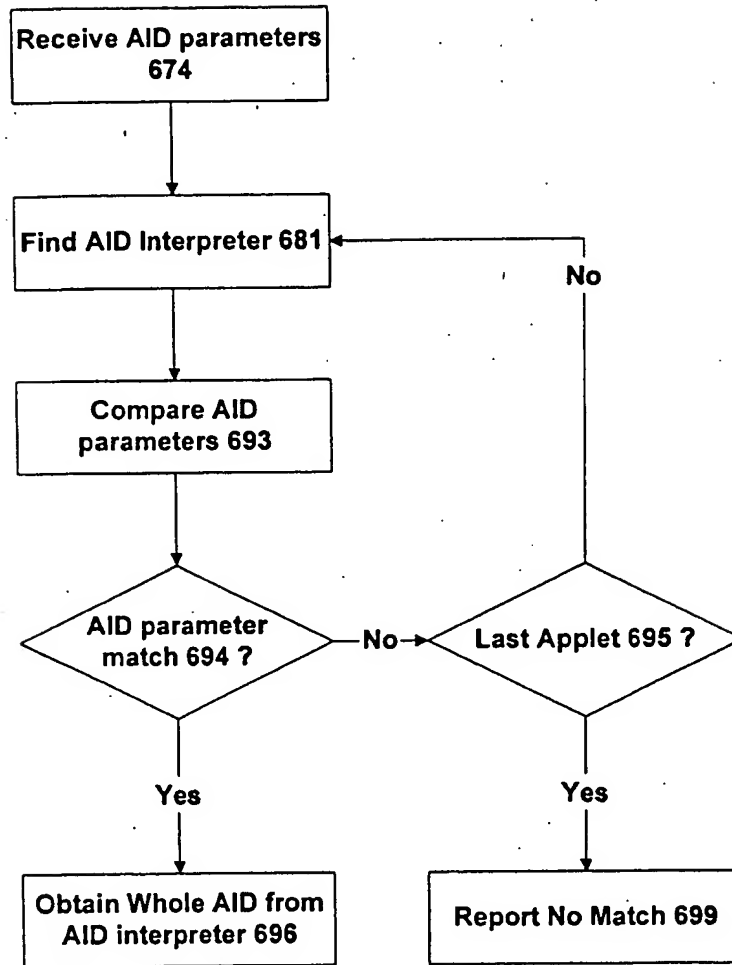 Receive AID parameters
674
Find AID Interpreter 681
No
Compare AID
parameters 693
AID parameter
match 694 ?
No
Last Applet 695 ?
Yes
Yes
Obtain Whole AID from
AID interpreter 696
Report No Match 699